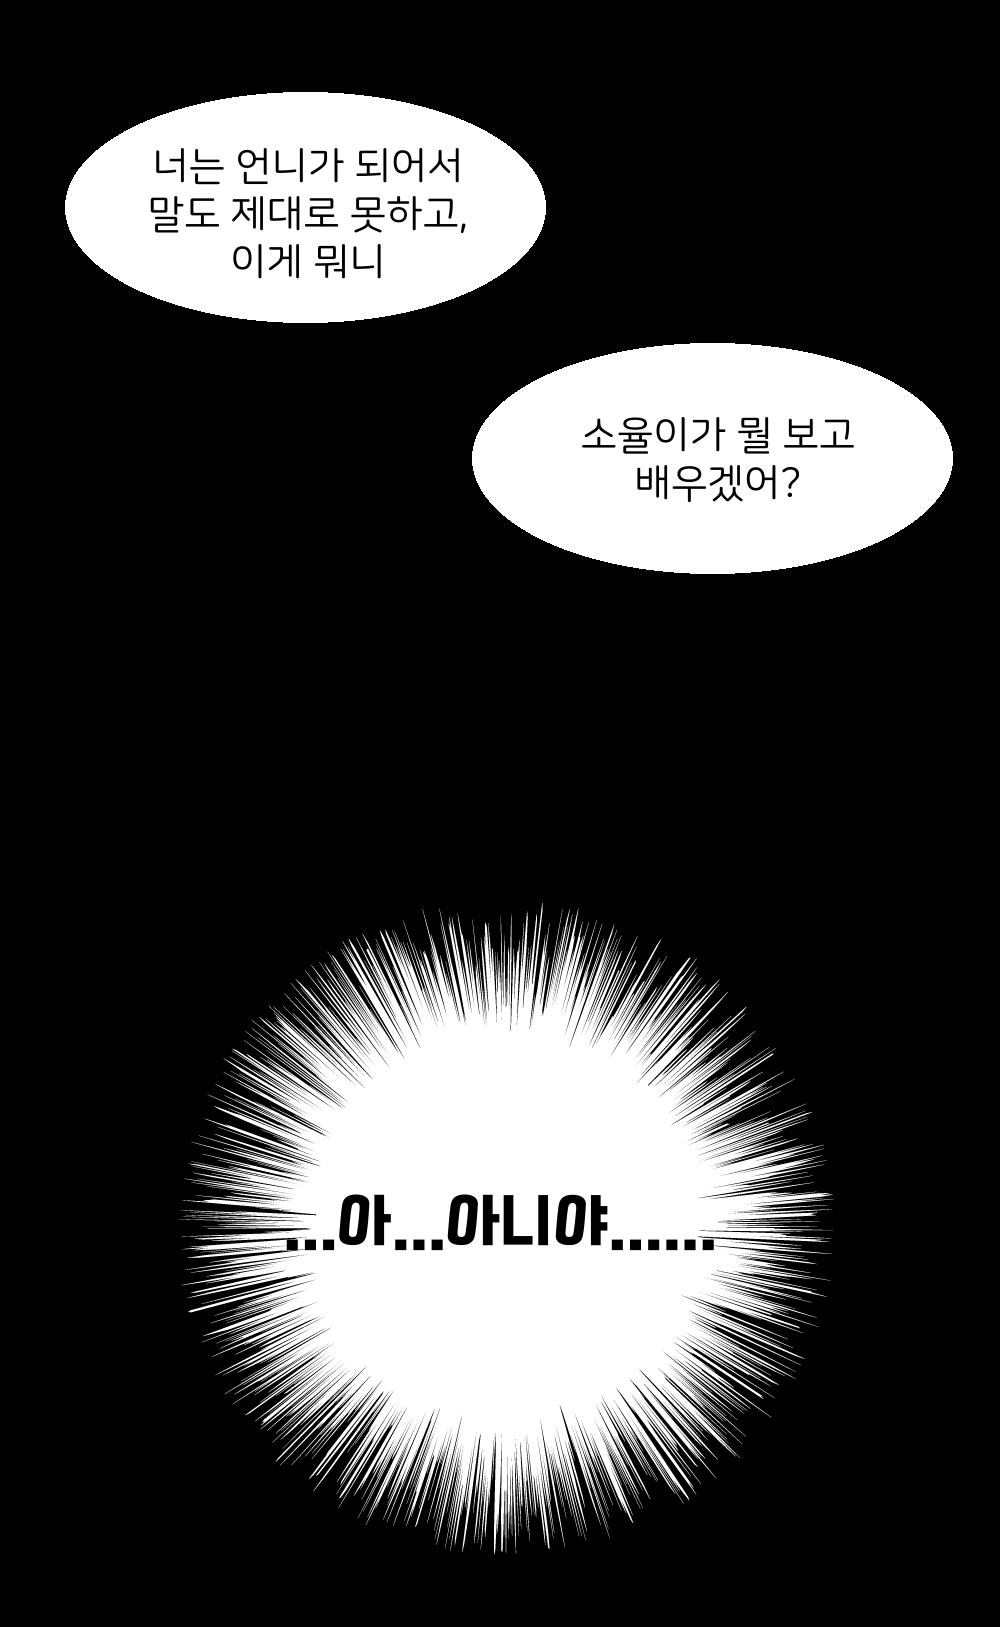 너는 언니가 되어서
말도 제대로 못하고,
이게 뭐니
소율이가 뭘 보고
배우겠어?
...아...아니야......